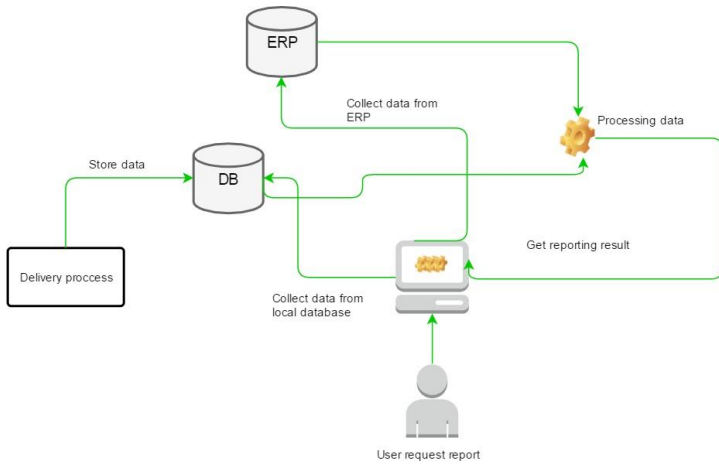 ERP
Collect data from
ERP
Processing data
Store data
DB
Get reporting result
Delivery proccess
Collect data from
local database
User request report